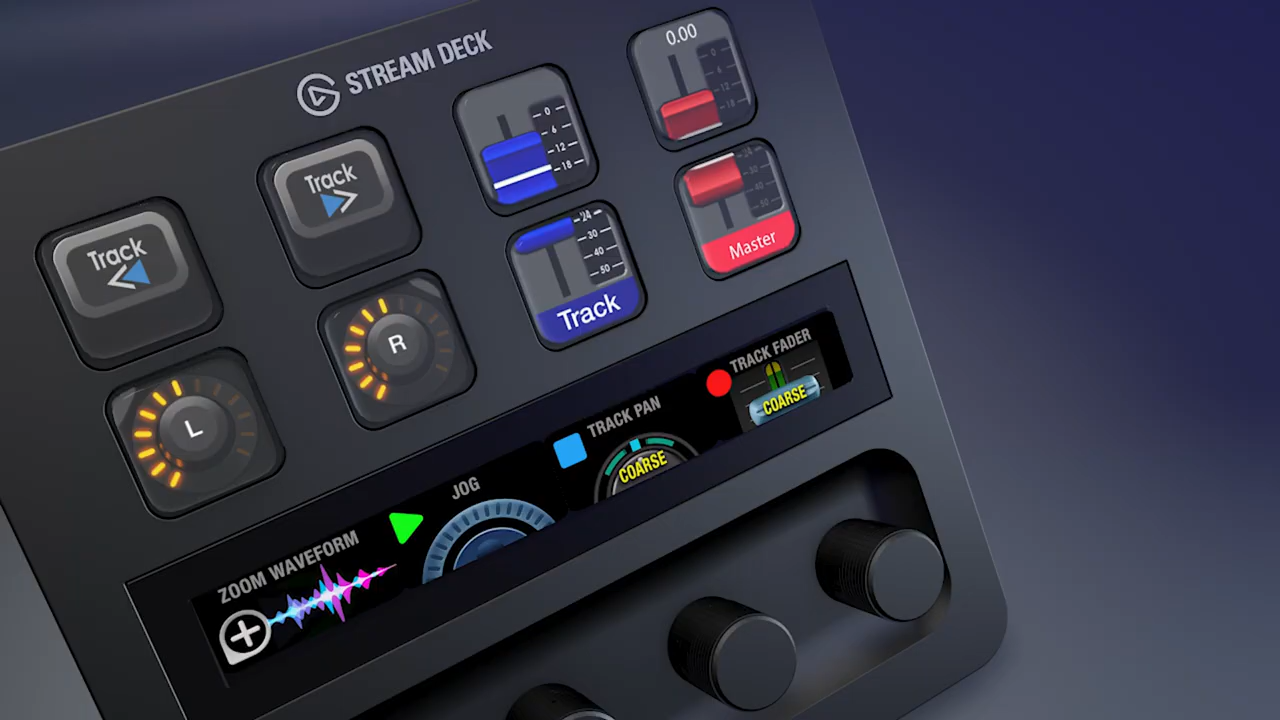 STREAM DECK
Track
Track
0
6
12
18
0.00
0
6
12
18
L
R
24
30
40
50
Track
24
30
40
50
Master
ZOOM WAVEFORM
JOG
TRACK PAN
COARSE
TRACK FADER
COARSE